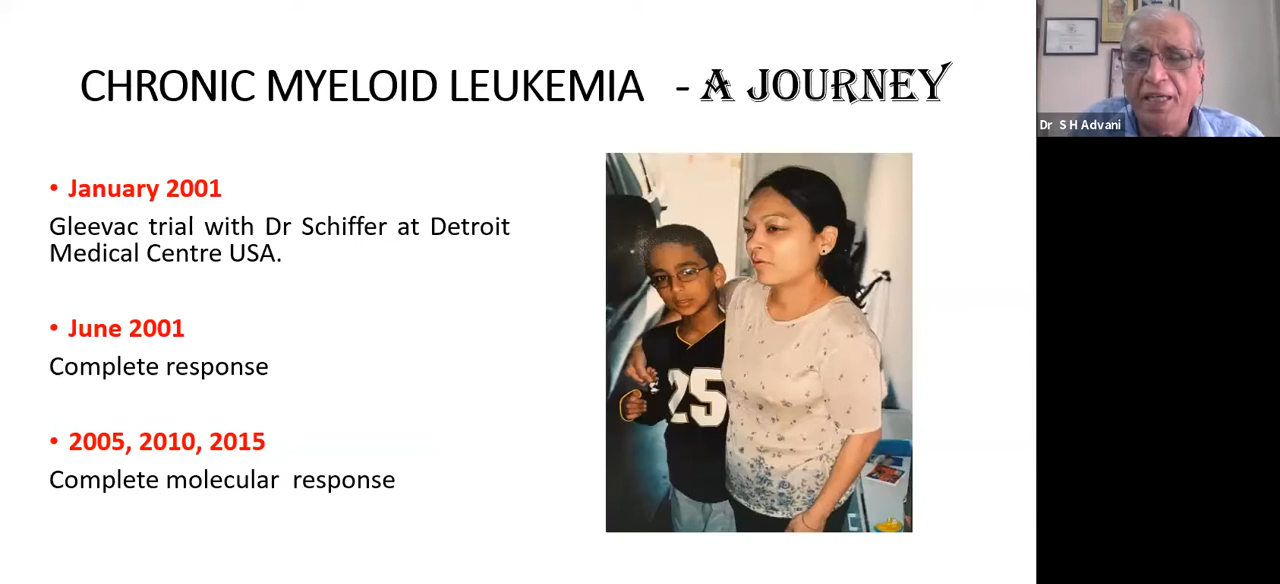 CHRONIC MYELOID LEUKEMIA - A JOURNEY
• January 2001
Gleevac trial with Dr Schiffer at Detroit
Medical Centre USA.
• June 2001
Complete response
• 2005, 2010, 2015
Complete molecular response
25
Dr S H Advani